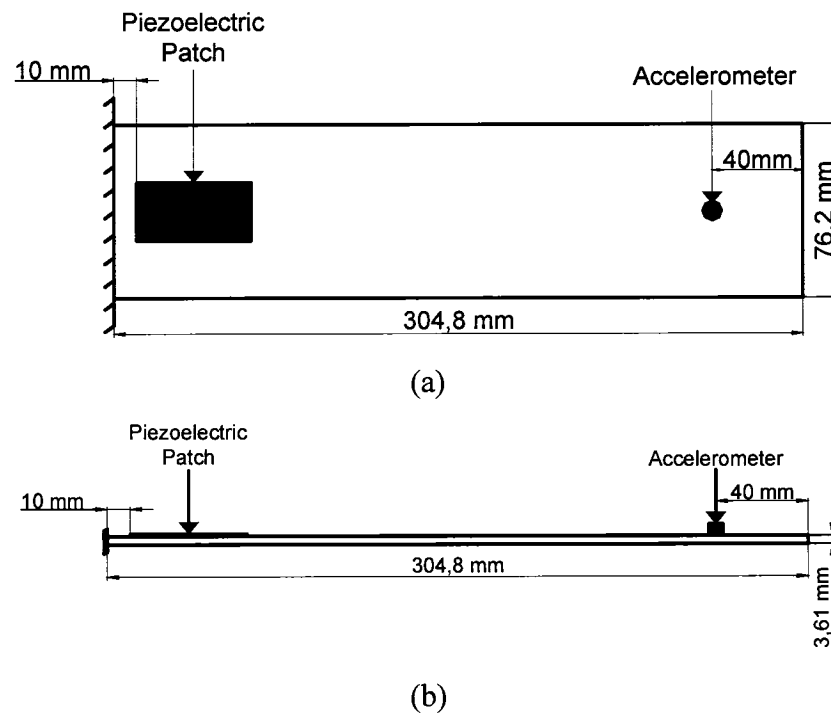 Piezoelectric
Patch
10 mm
Accelerometer
40mm
76,2 mm
304,8 mm
(a)
Piezoelectric
Patch
Accelerometer
10 mm
40 mm
304,8 mm
3,61 mm
(b)